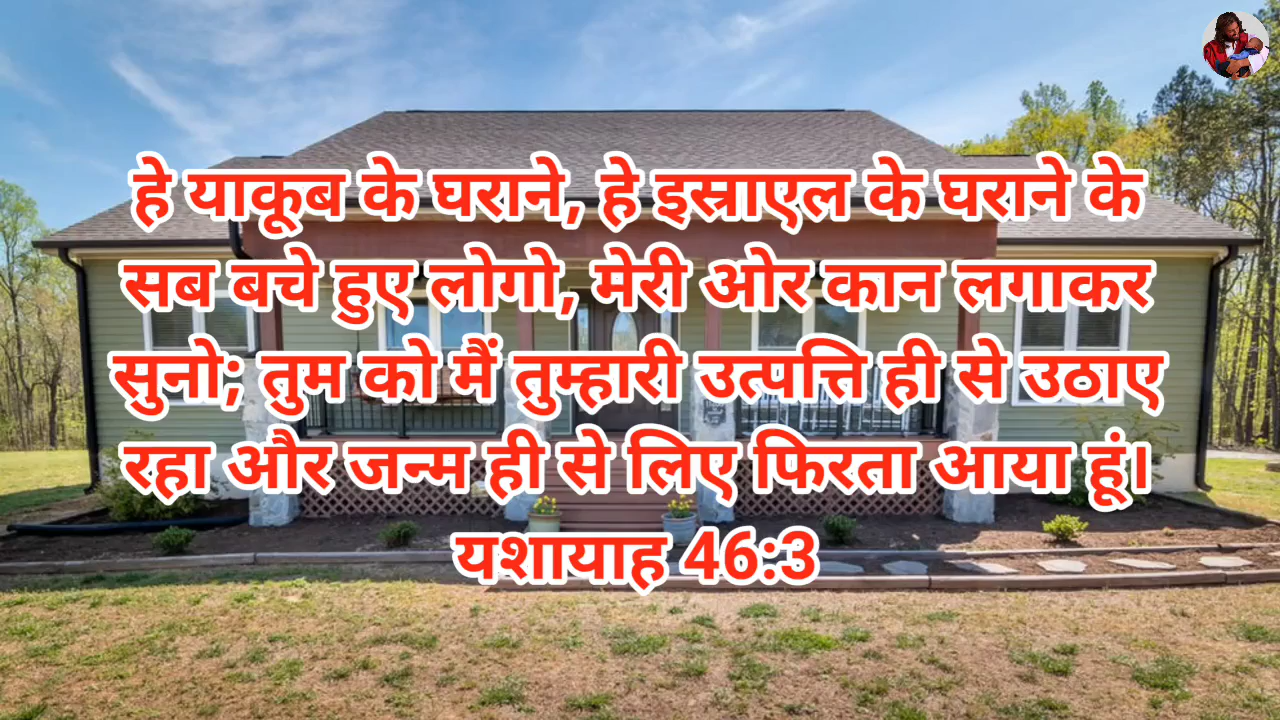 हे याकूब के घराने, हे इस्राएल के घराने के
सब बचे हुए लोगो, मेरी ओर कान लगाकर
सुनो; तुम को मैं तुम्हारी उत्पत्ति ही से उठाए
रहा और जन्म ही से लिए फिरता आया हूं।
यशायाह 46:3